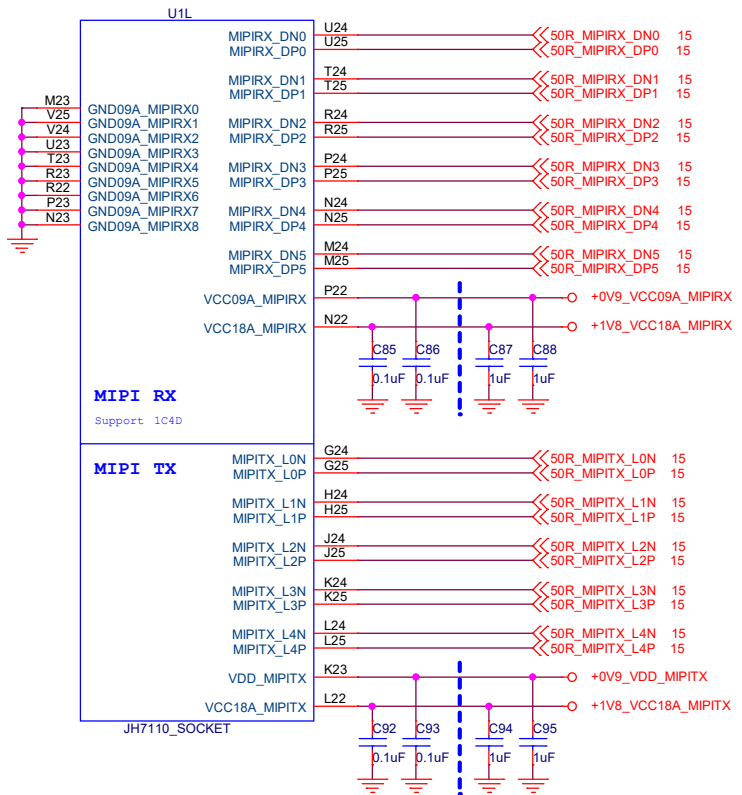 U1L
MIPIRX_DN0 U24 50R_MIPIRX_DN0 15
MIPIRX_DP0 U25 50R_MIPIRX_DP0 15
MIPIRX_DN1 T24 50R_MIPIRX_DN1 15
MIPIRX_DP1 T25 50R_MIPIRX_DP1 15
M23 GND09A_MIPIRX0
V25 GND09A_MIPIRX1 MIPIRX_DN2 R24 50R_MIPIRX_DN2 15
V24 GND09A_MIPIRX2 MIPIRX_DP2 R25 50R_MIPIRX_DP2 15
U23 GND09A_MIPIRX3
T23 GND09A_MIPIRX4 MIPIRX_DN3 P24 50R_MIPIRX_DN3 15
R23 GND09A_MIPIRX5 MIPIRX_DP3 P25 50R_MIPIRX_DP3 15
R22 GND09A_MIPIRX6
P23 GND09A_MIPIRX7 MIPIRX_DN4 N24 50R_MIPIRX_DN4 15
N23 GND09A_MIPIRX8 MIPIRX_DP4 N25 50R_MIPIRX_DP4 15
MIPIRX_DN5 M24 50R_MIPIRX_DN5 15
MIPIRX_DP5 M25 50R_MIPIRX_DP5 15
VCC09A_MIPIRX P22 +0V9_VCC09A_MIPIRX
VCC18A_MIPIRX N22 +1V8_VCC18A_MIPIRX
C85 C86 C87 C88
0.1uF 0.1uF 1uF 1uF
MIPI RX
Support 1C4D
MIPI TX
MIPITX_L0N G24 50R_MIPITX_L0N 15
MIPITX_L0P G25 50R_MIPITX_L0P 15
MIPITX_L1N H24 50R_MIPITX_L1N 15
MIPITX_L1P H25 50R_MIPITX_L1P 15
MIPITX_L2N J24 50R_MIPITX_L2N 15
MIPITX_L2P J25 50R_MIPITX_L2P 15
MIPITX_L3N K24 50R_MIPITX_L3N 15
MIPITX_L3P K25 50R_MIPITX_L3P 15
MIPITX_L4N L24 50R_MIPITX_L4N 15
MIPITX_L4P L25 50R_MIPITX_L4P 15
VDD_MIPITX K23 +0V9_VDD_MIPITX
VCC18A_MIPITX L22 +1V8_VCC18A_MIPITX
JH7110_SOCKET
C92 C93 C94 C95
0.1uF 0.1uF 1uF 1uF